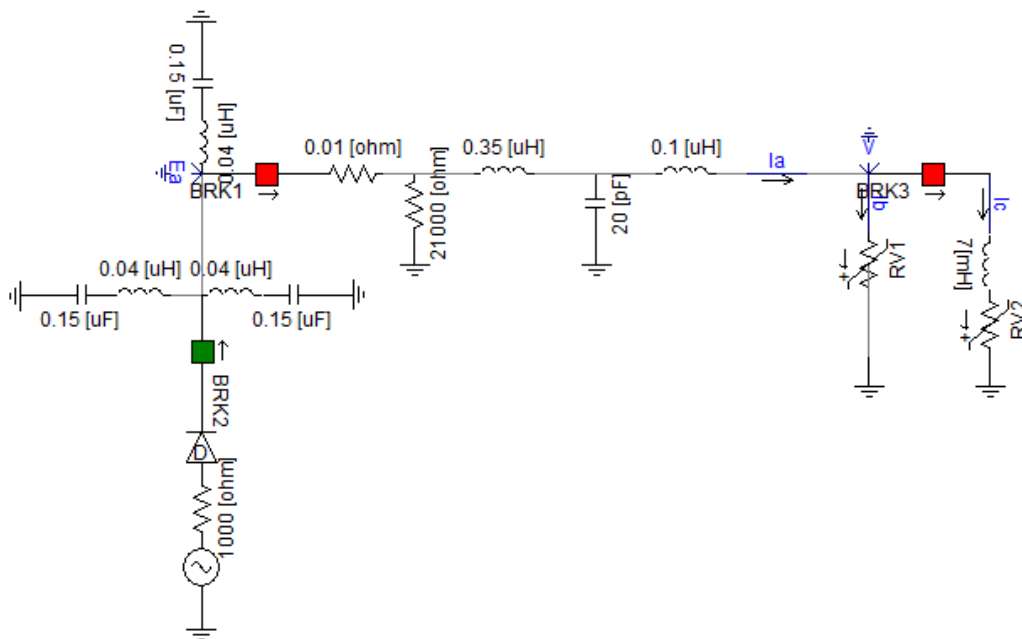 0.15 [uF]
0.04 [uH]
Ea
BRK1
0.01 [ohm]
21000 [ohm]
0.35 [uH]
20 [pF]
0.1 [uH]
Ia
V
BRK3
Ib
Ic
RV1
7[mH]
RV2
+
+
0.04 [uH]
0.04 [uH]
0.15 [uF]
0.15 [uF]
BRK2
D
1000 [ohm]